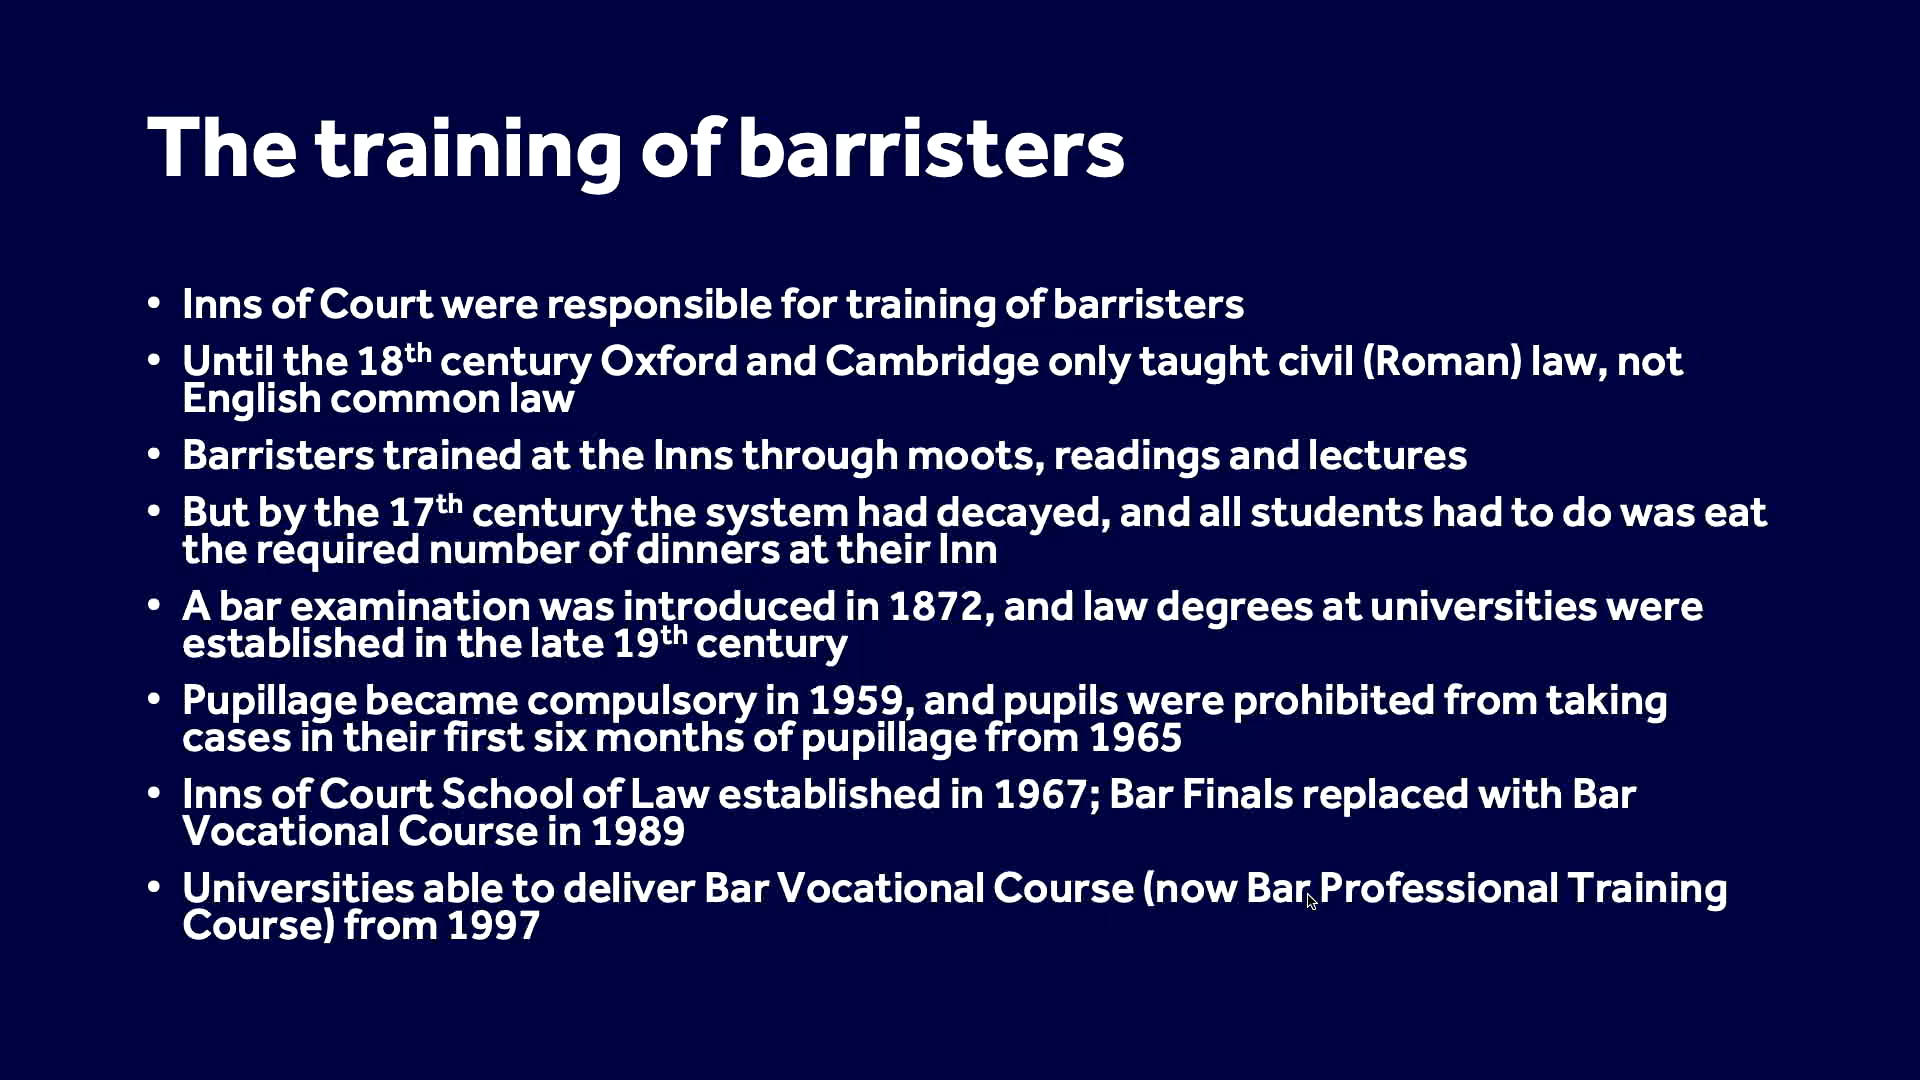 The training of barristers
• Inns of Court were responsible for training of barristers
• Until the 18th century Oxford and Cambridge only taught civil (Roman) law, not
English common law
• Barristers trained at the Inns through moots, readings and lectures
• But by the 17th century the system had decayed, and all students had to do was eat
the required number of dinners at their Inn
• A bar examination was introduced in 1872, and law degrees at universities were
established in the late 19th century
• Pupillage became compulsory in 1959, and pupils were prohibited from taking
cases in their first six months of pupillage from 1965
• Inns of Court School of Law established in 1967; Bar Finals replaced with Bar
Vocational Course in 1989
• Universities able to deliver Bar Vocational Course (now Bar Professional Training
Course) from 1997